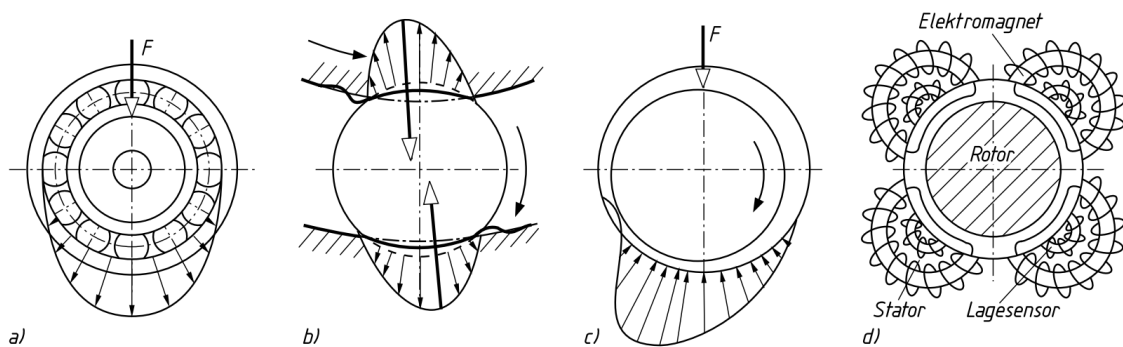 F
F
Elektromagnet
Rotor
Stator
Lagesensor
a)
b)
c)
d)